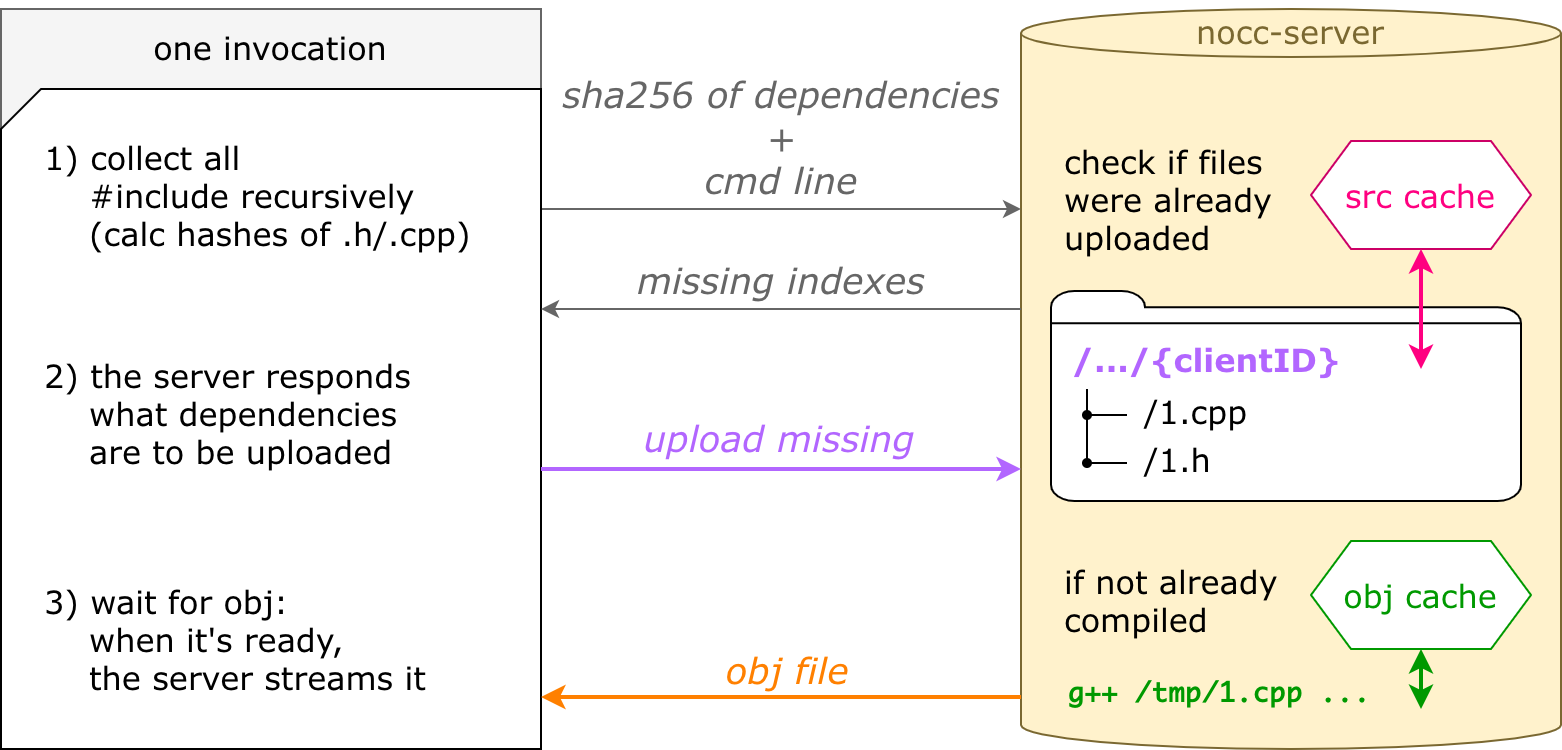 one invocation
1) collect all
#include recursively
(calc hashes of .h/.cpp)
2) the server responds
what dependencies
are to be uploaded
3) wait for obj:
when it's ready,
the server streams it
sha256 of dependencies
+
cmd line
missing indexes
upload missing
obj file
nocc-server
check if files
were already
uploaded
src cache
/.../{clientID}
/1.cpp
/1.h
if not already
compiled
obj cache
g++ /tmp/1.cpp ...